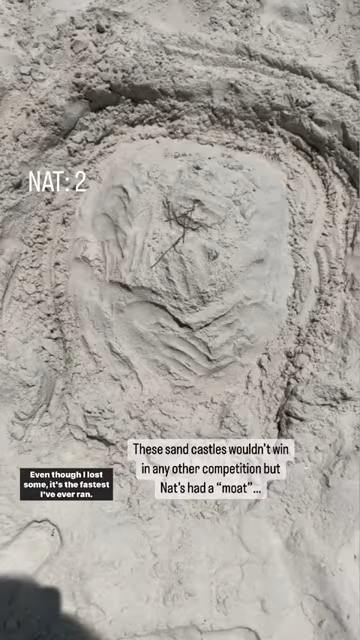 NAT: 2
These sand castles wouldn't win
in any other competition but
Nat's had a “moat”...
Even though I lost
some, it's the fastest
I've ever ran.